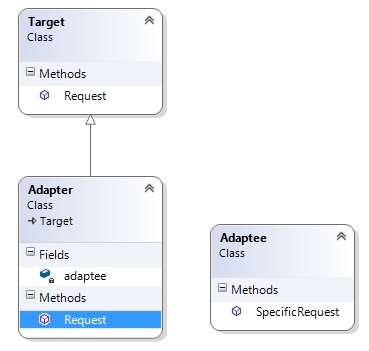 Target
Class
Methods
Request
Adapter
Class
Target
Fields
adaptee
Methods
Request
Adaptee
Class
Methods
SpecificRequest